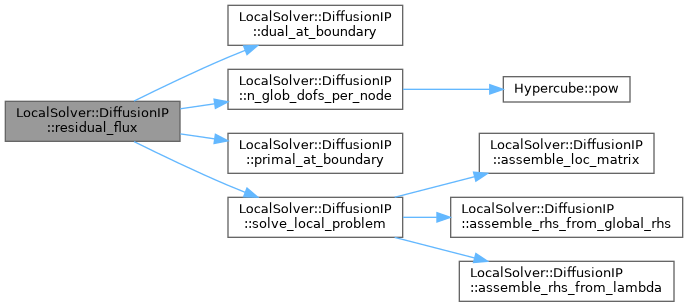 LocalSolver::DiffusionIP
::residual_flux
LocalSolver::DiffusionIP
::dual_at_boundary
LocalSolver::DiffusionIP
::n_glob_dofs_per_node
Hypercube::pow
LocalSolver::DiffusionIP
::primal_at_boundary
LocalSolver::DiffusionIP
::solve_local_problem
LocalSolver::DiffusionIP
::assemble_loc_matrix
LocalSolver::DiffusionIP
::assemble_rhs_from_global_rhs
LocalSolver::DiffusionIP
::assemble_rhs_from_lambda